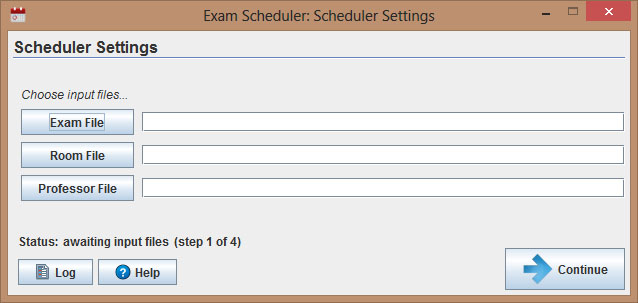 Exam Scheduler: Scheduler Settings
Scheduler Settings
Choose input files...
Exam File
Room File
Professor File
Status: awaiting input files (step 1 of 4)
Log
Help
Continue